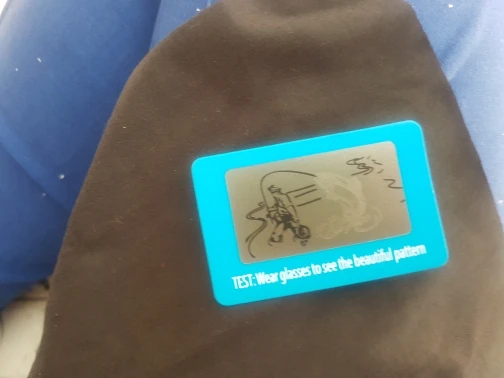 TEST: Wear glasses to see the beautiful pattern